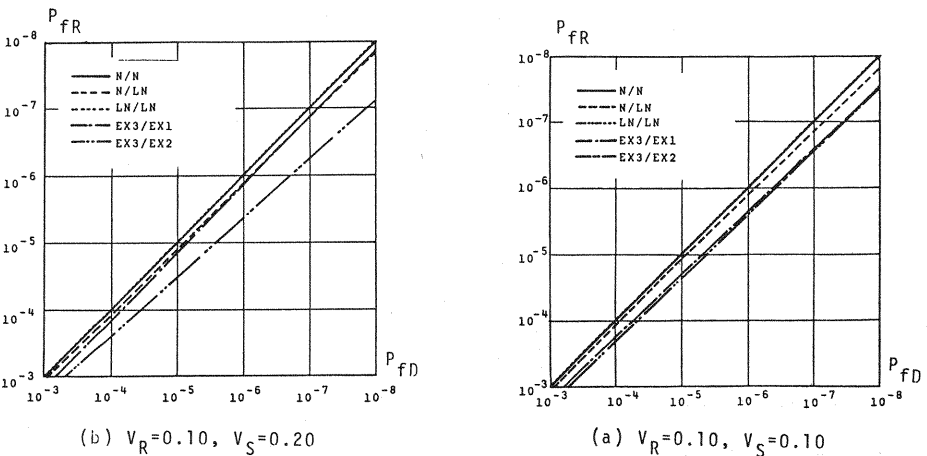 P_fR
10^-8
N/N
N/LN
LN/LN
EX3/EX1
EX3/EX2
10^-7
10^-6
10^-5
10^-4
10^-3
P_fD
10^-3 10^-4 10^-5 10^-6 10^-7 10^-8
(b) V_R=0.10, V_S=0.20
P_fR
10^-8
N/N
N/LN
LN/LN
EX3/EX1
EX3/EX2
10^-7
10^-6
10^-5
10^-4
10^-3
P_fD
10^-3 10^-4 10^-5 10^-6 10^-7 10^-8
(a) V_R=0.10, V_S=0.10